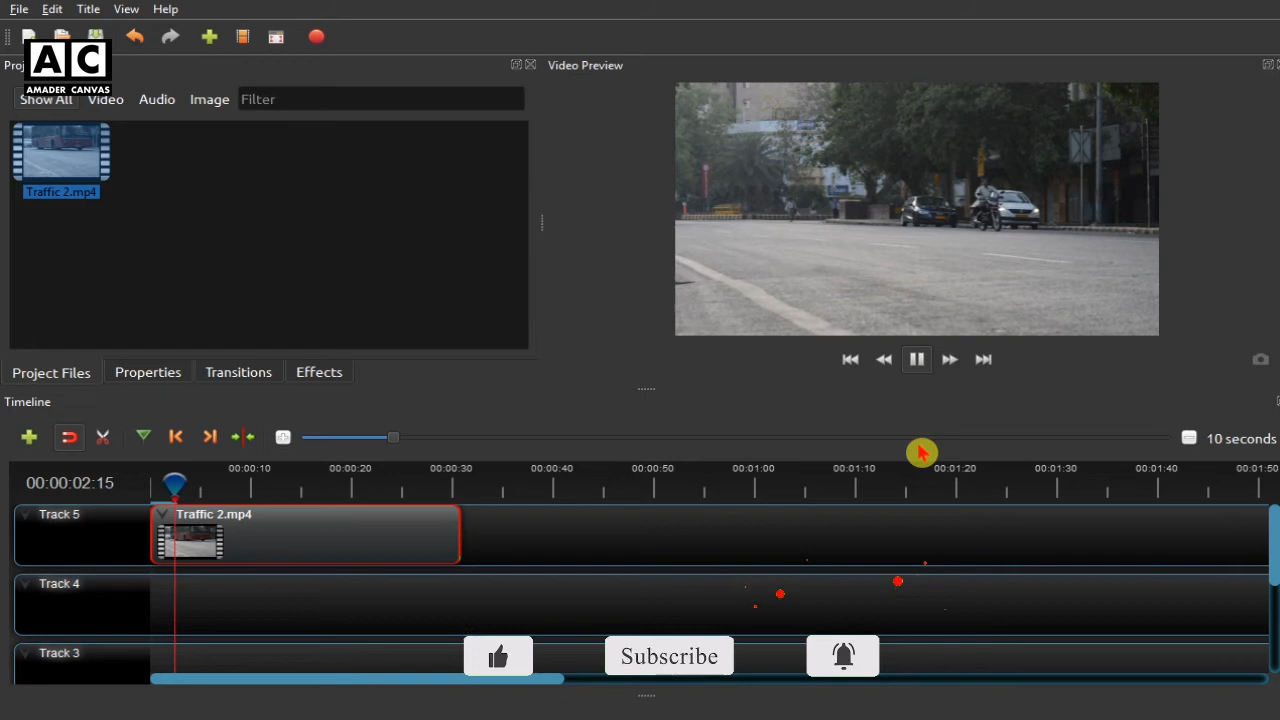 File Edit Title View Help
AC
AMADER CANVAS
Video Preview
Show All Video Audio Image Filter
Traffic 2.mp4
Project Files Properties Transitions Effects
Timeline
10 seconds
00:00:02:15
00:00:10 00:00:20 00:00:30 00:00:40 00:00:50 00:01:00 00:01:10 00:01:20 00:01:30 00:01:40 00:01:50
Track 5
Traffic 2.mp4
Track 4
Track 3
Subscribe